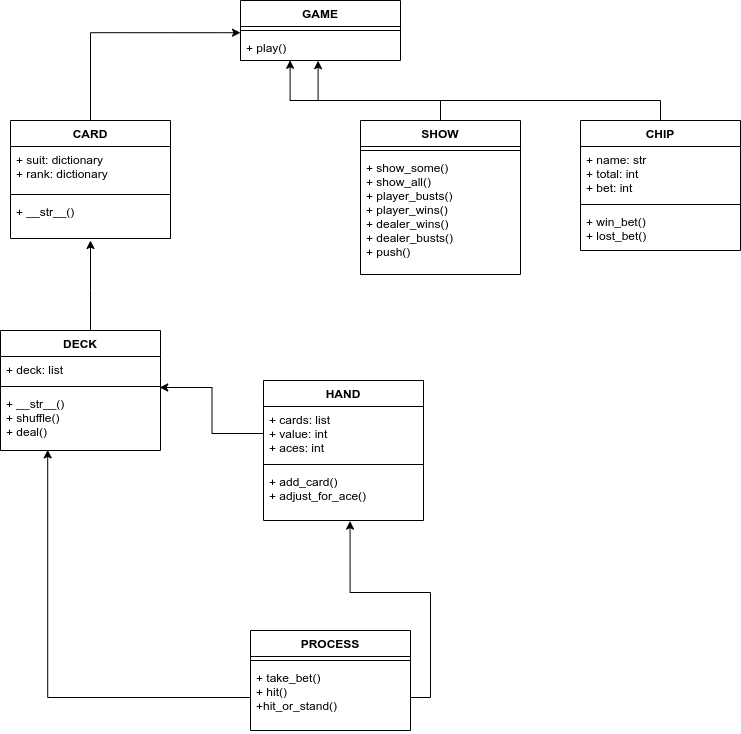 GAME
+ play()
CARD
+ suit: dictionary
+ rank: dictionary
+ __str__()
SHOW
+ show_some()
+ show_all()
+ player_busts()
+ player_wins()
+ dealer_wins()
+ dealer_busts()
+ push()
CHIP
+ name: str
+ total: int
+ bet: int
+ win_bet()
+ lost_bet()
DECK
+ deck: list
+ __str__()
+ shuffle()
+ deal()
HAND
+ cards: list
+ value: int
+ aces: int
+ add_card()
+ adjust_for_ace()
PROCESS
+ take_bet()
+ hit()
+hit_or_stand()